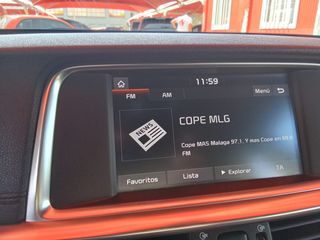 11:59
FM AM Menú
NEWS
COPE MLG
Cope MAS Malaga 97.1. Y mas Cope en 89.8
FM
Favoritos Lista Explorar TA